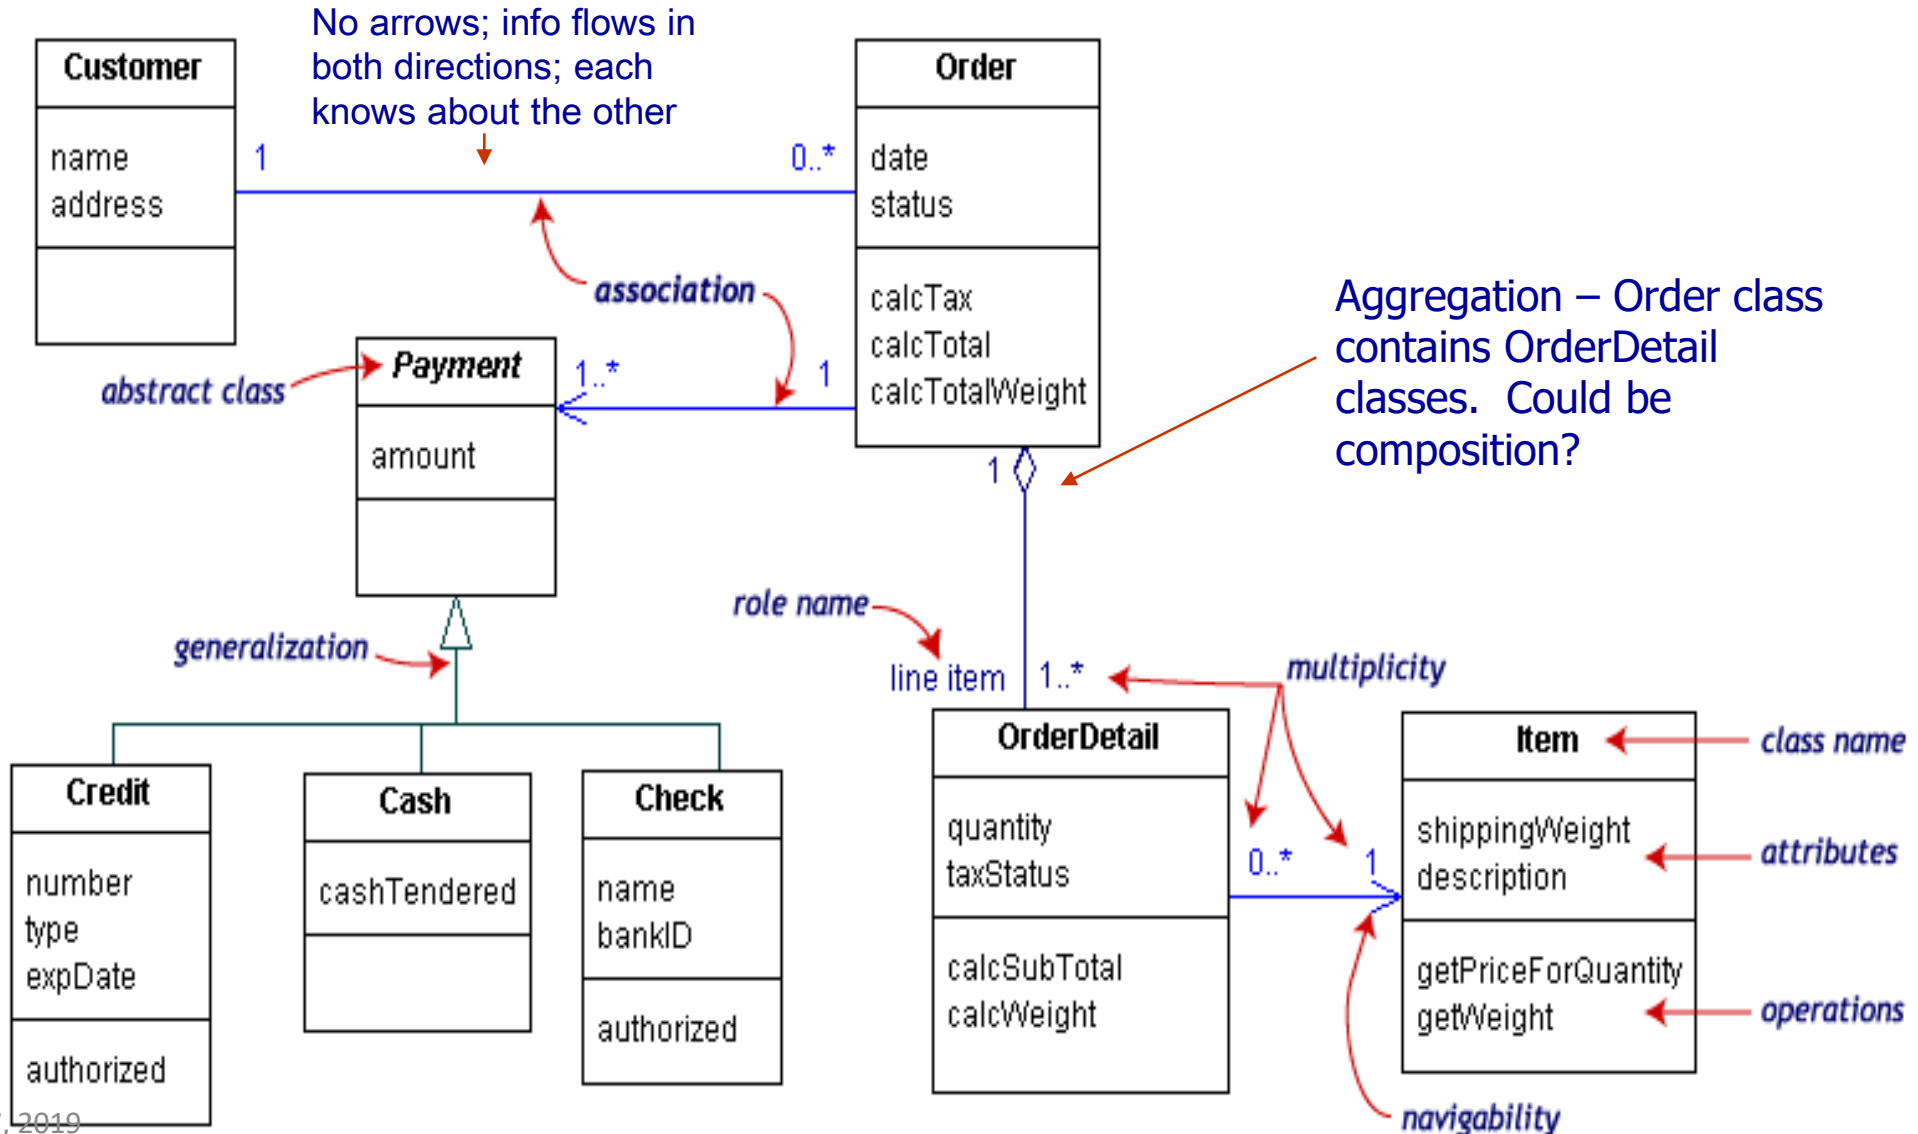 No arrows; info flows in
both directions; each
knows about the other
Customer
name
address
1
0..*
Order
date
status
calcTax
calcTotal
calcTotalWeight
association
abstract class
Payment
amount
1..*
1
Aggregation – Order class
contains OrderDetail
classes.  Could be
composition?
1
generalization
role name
line item
1..*
multiplicity
Credit
number
type
expDate
authorized
Cash
cashTendered
Check
name
bankID
authorized
OrderDetail
quantity
taxStatus
calcSubTotal
calcWeight
0..*
1
navigability
Item
shippingWeight
description
getPriceForQuantity
getWeight
class name
attributes
operations
, 2019